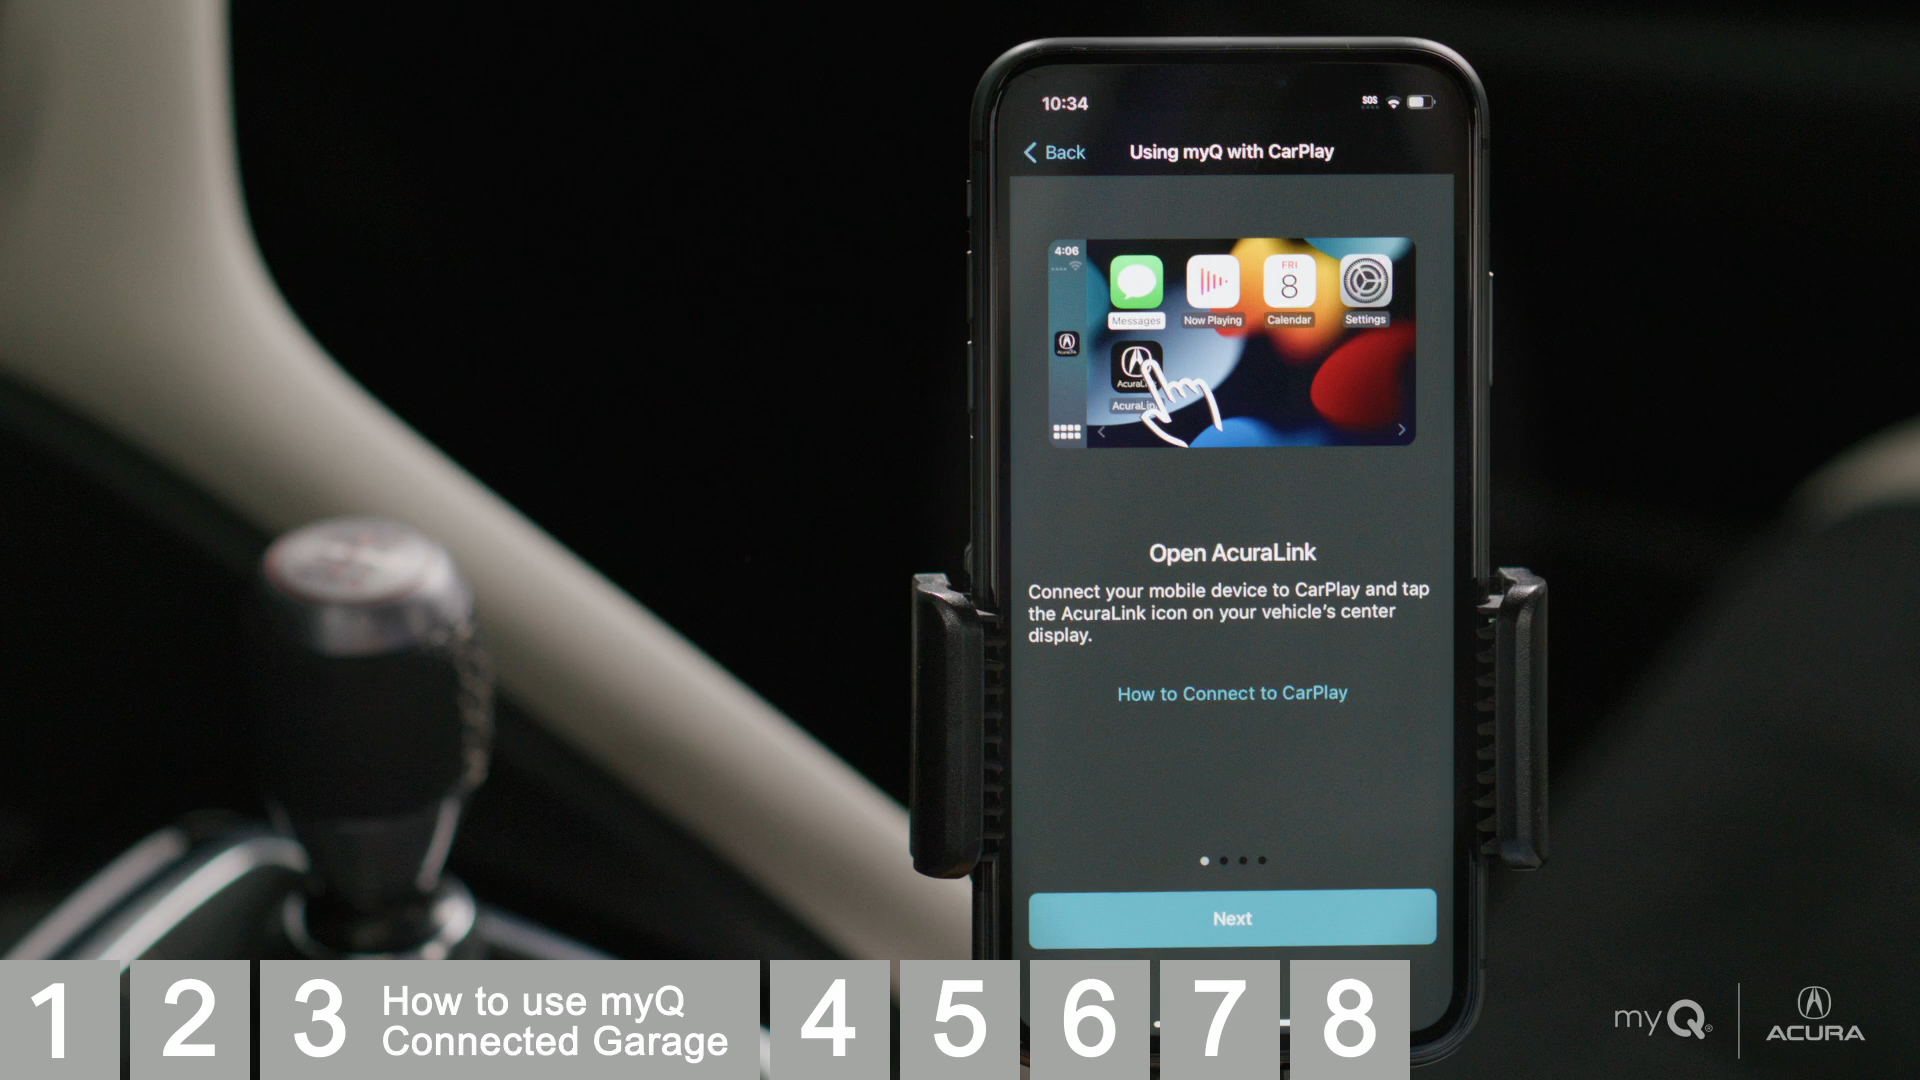 10:34
SOS
Back
Using myQ with CarPlay
4:06
FRI
8
Messages
Now Playing
Calendar
Settings
Open AcuraLink
Connect your mobile device to CarPlay and tap
the AcuraLink icon on your vehicle's center
display.
How to Connect to CarPlay
Next
1
2
3
How to use myQ
Connected Garage
4
5
6
7
8
myQ®
ACURA